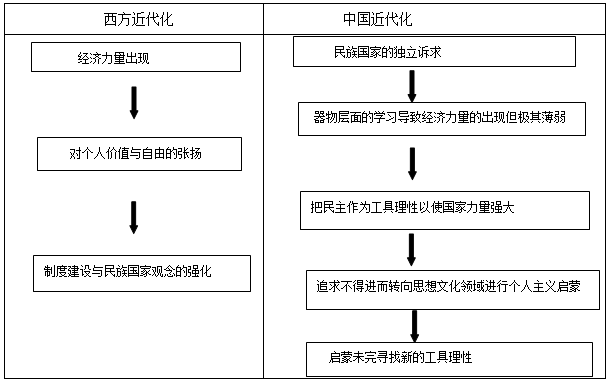 西方近代化
中国近代化
经济力量出现
对个人价值与自由的张扬
制度建设与民族国家观念的强化
民族国家的独立诉求
器物层面的学习导致经济力量的出现但极其薄弱
把民主作为工具理性以使国家力量强大
追求不得进而转向思想文化领域进行个人主义启蒙
启蒙未完寻找新的工具理性